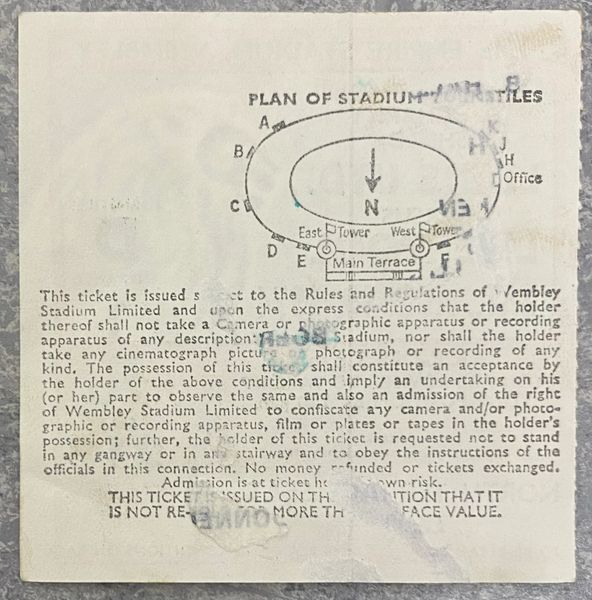 PLAN OF STADIUM TILES
A
B
C
D
E
F
K
J
H
Office
N
East Tower
West Tower
Main Terrace
This ticket is issued to the Rules and Regulations of Wembley
Stadium Limited and upon the express conditions that the holder
thereof shall not take a Camera or photographic apparatus or recording
apparatus of any description Stadium, nor shall the holder
take any cinematograph picture or photograph or recording of any
kind. The possession of this ticket shall constitute an acceptance by
the holder of the above conditions and imply an undertaking on his
(or her) part to observe the same and also an admission of the right
of Wembley Stadium Limited to confiscate any camera and/or photo-
graphic or recording apparatus, film or plates or tapes in the holder's
possession; further, the holder of this ticket is requested not to stand
in any gangway or in any stairway and to obey the instructions of the
officials in this connection. No money refunded or tickets exchanged.
Admission is at ticket own risk.
THIS TICKET IS ISSUED ON THAT IT
IS NOT RE- MORE FACE VALUE.